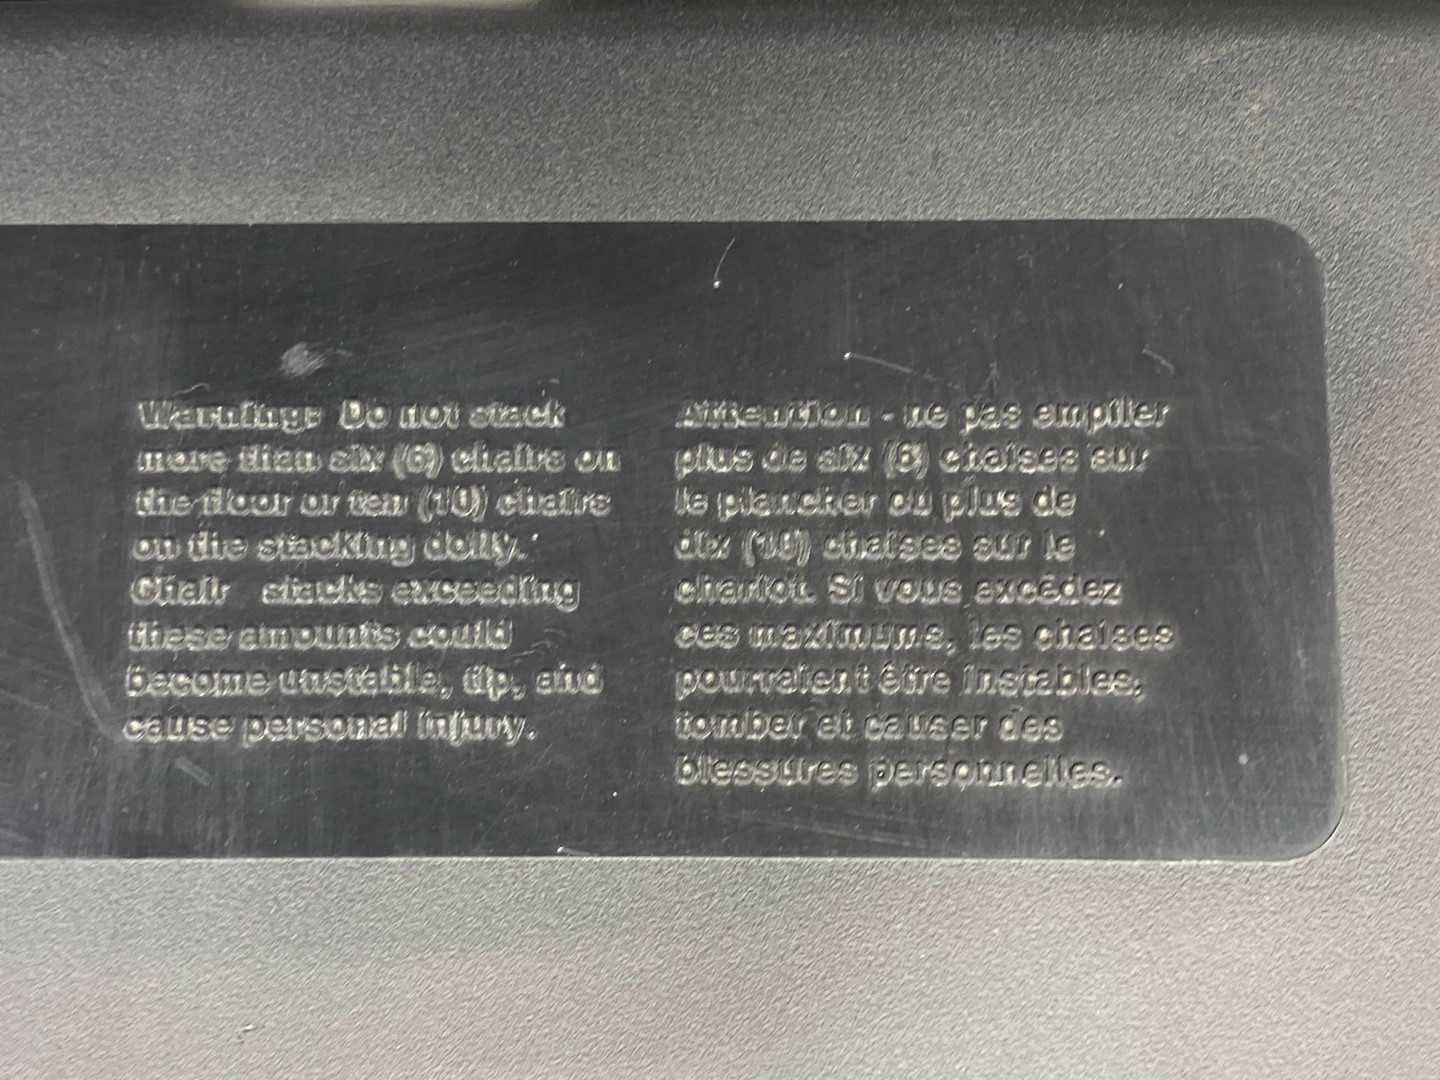 Warning: Do not stack
more than six (6) chairs on
the floor or ten (10) chairs
on the stacking dolly.
Chair stacks exceeding
these amounts could
become unstable, tip, and
cause personal injury.
Attention - ne pas empiler
plus de six (6) chaises sur
le plancher ou plus de
dix (10) chaises sur le
chariot. Si vous excédez
ces maximums, les chaises
pourraient être instables,
tomber et causer des
blessures personnelles.